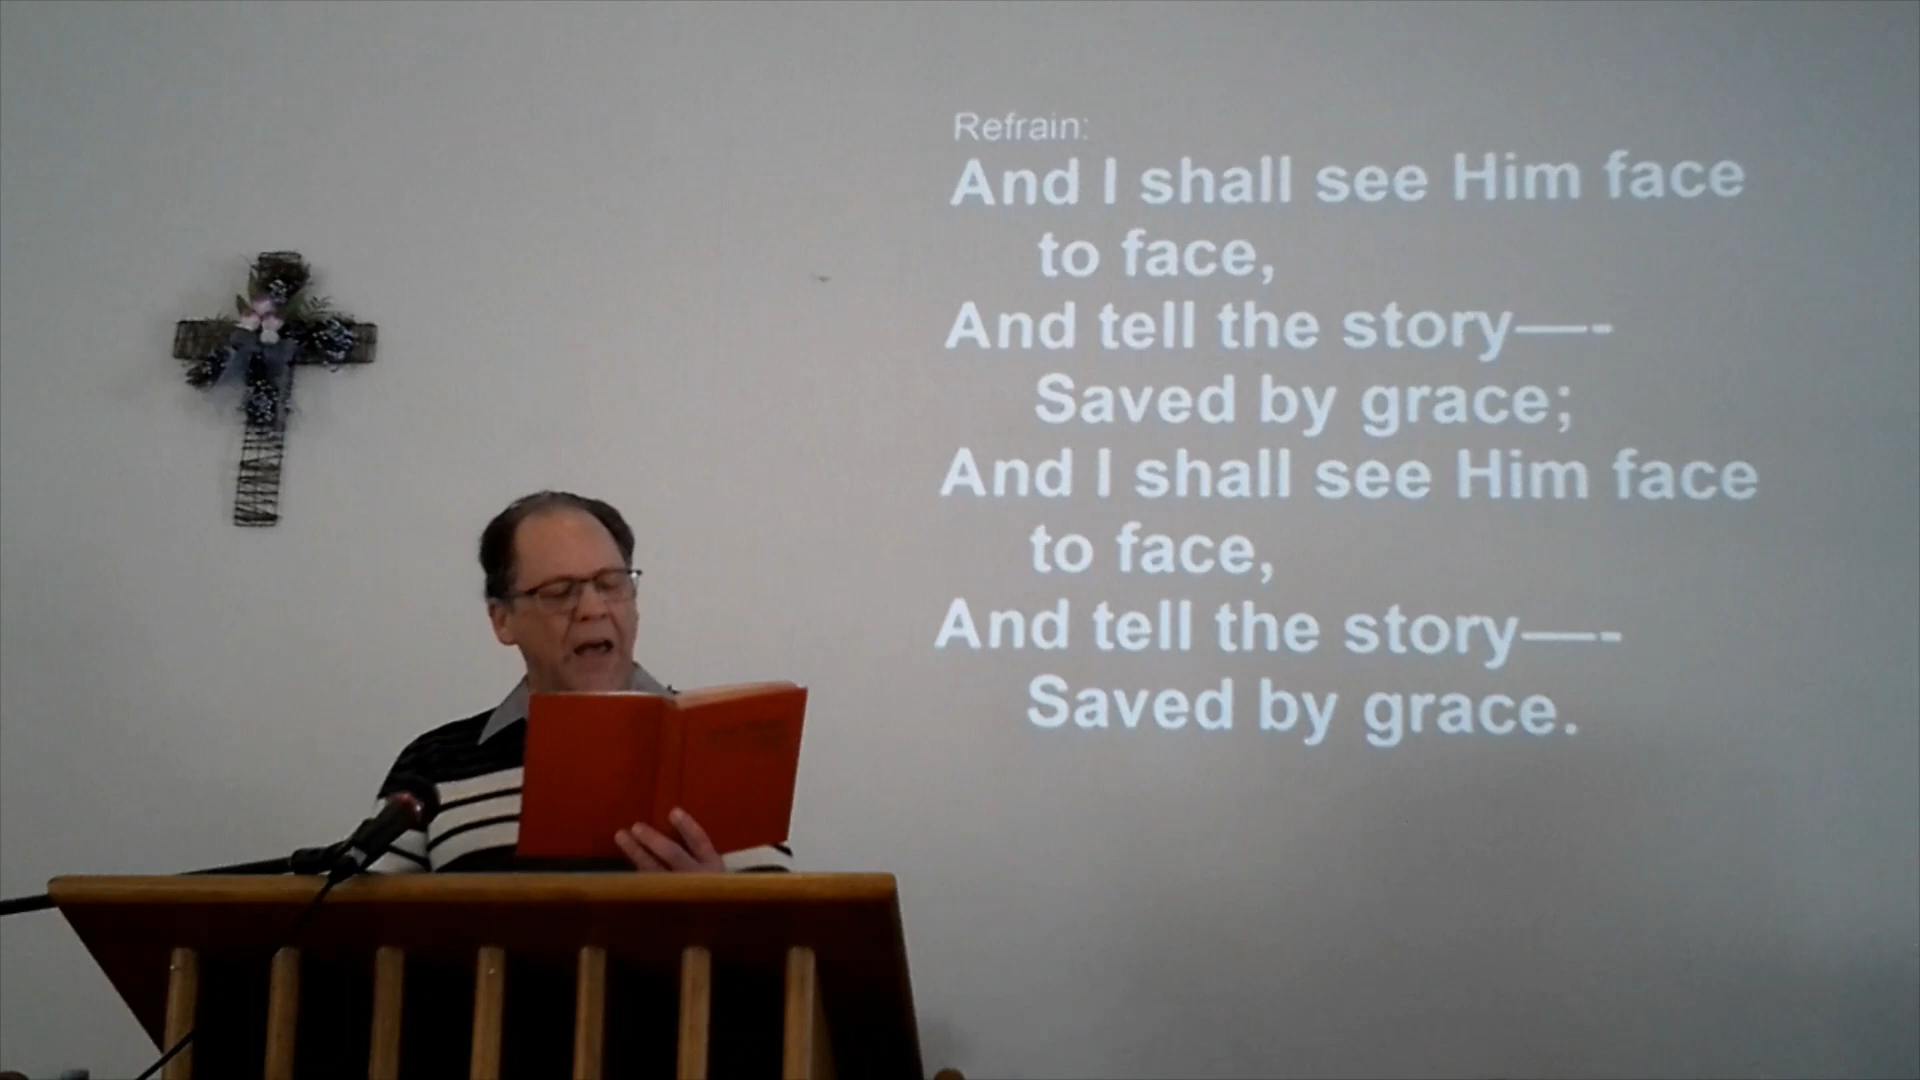 Refrain:
And I shall see Him face
to face,
And tell the story—--
Saved by grace;
And I shall see Him face
to face,
And tell the story—--
Saved by grace.